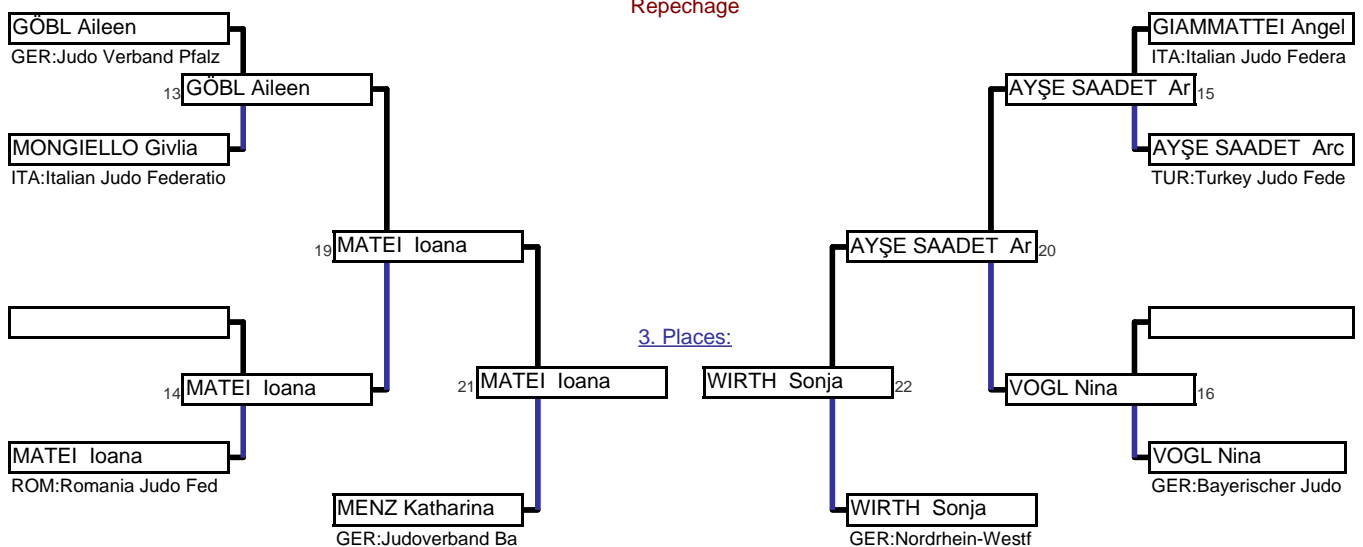 Repechage
GÖBL Aileen
GER:Judo Verband Pfalz
GIAMMATTEI Angel
ITA:Italian Judo Federa
13 GÖBL Aileen
AYŞE SAADET Ar 15
MONGIELLO Givlia
ITA:Italian Judo Federatio
AYŞE SAADET Arc
TUR:Turkey Judo Fede
19 MATEI Ioana
AYŞE SAADET Ar 20
3. Places:
14 MATEI Ioana
21 MATEI Ioana
WIRTH Sonja 22
VOGL Nina 16
MATEI Ioana
ROM:Romania Judo Fed
VOGL Nina
GER:Bayerischer Judo
MENZ Katharina
GER:Judoverband Ba
WIRTH Sonja
GER:Nordrhein-Westf